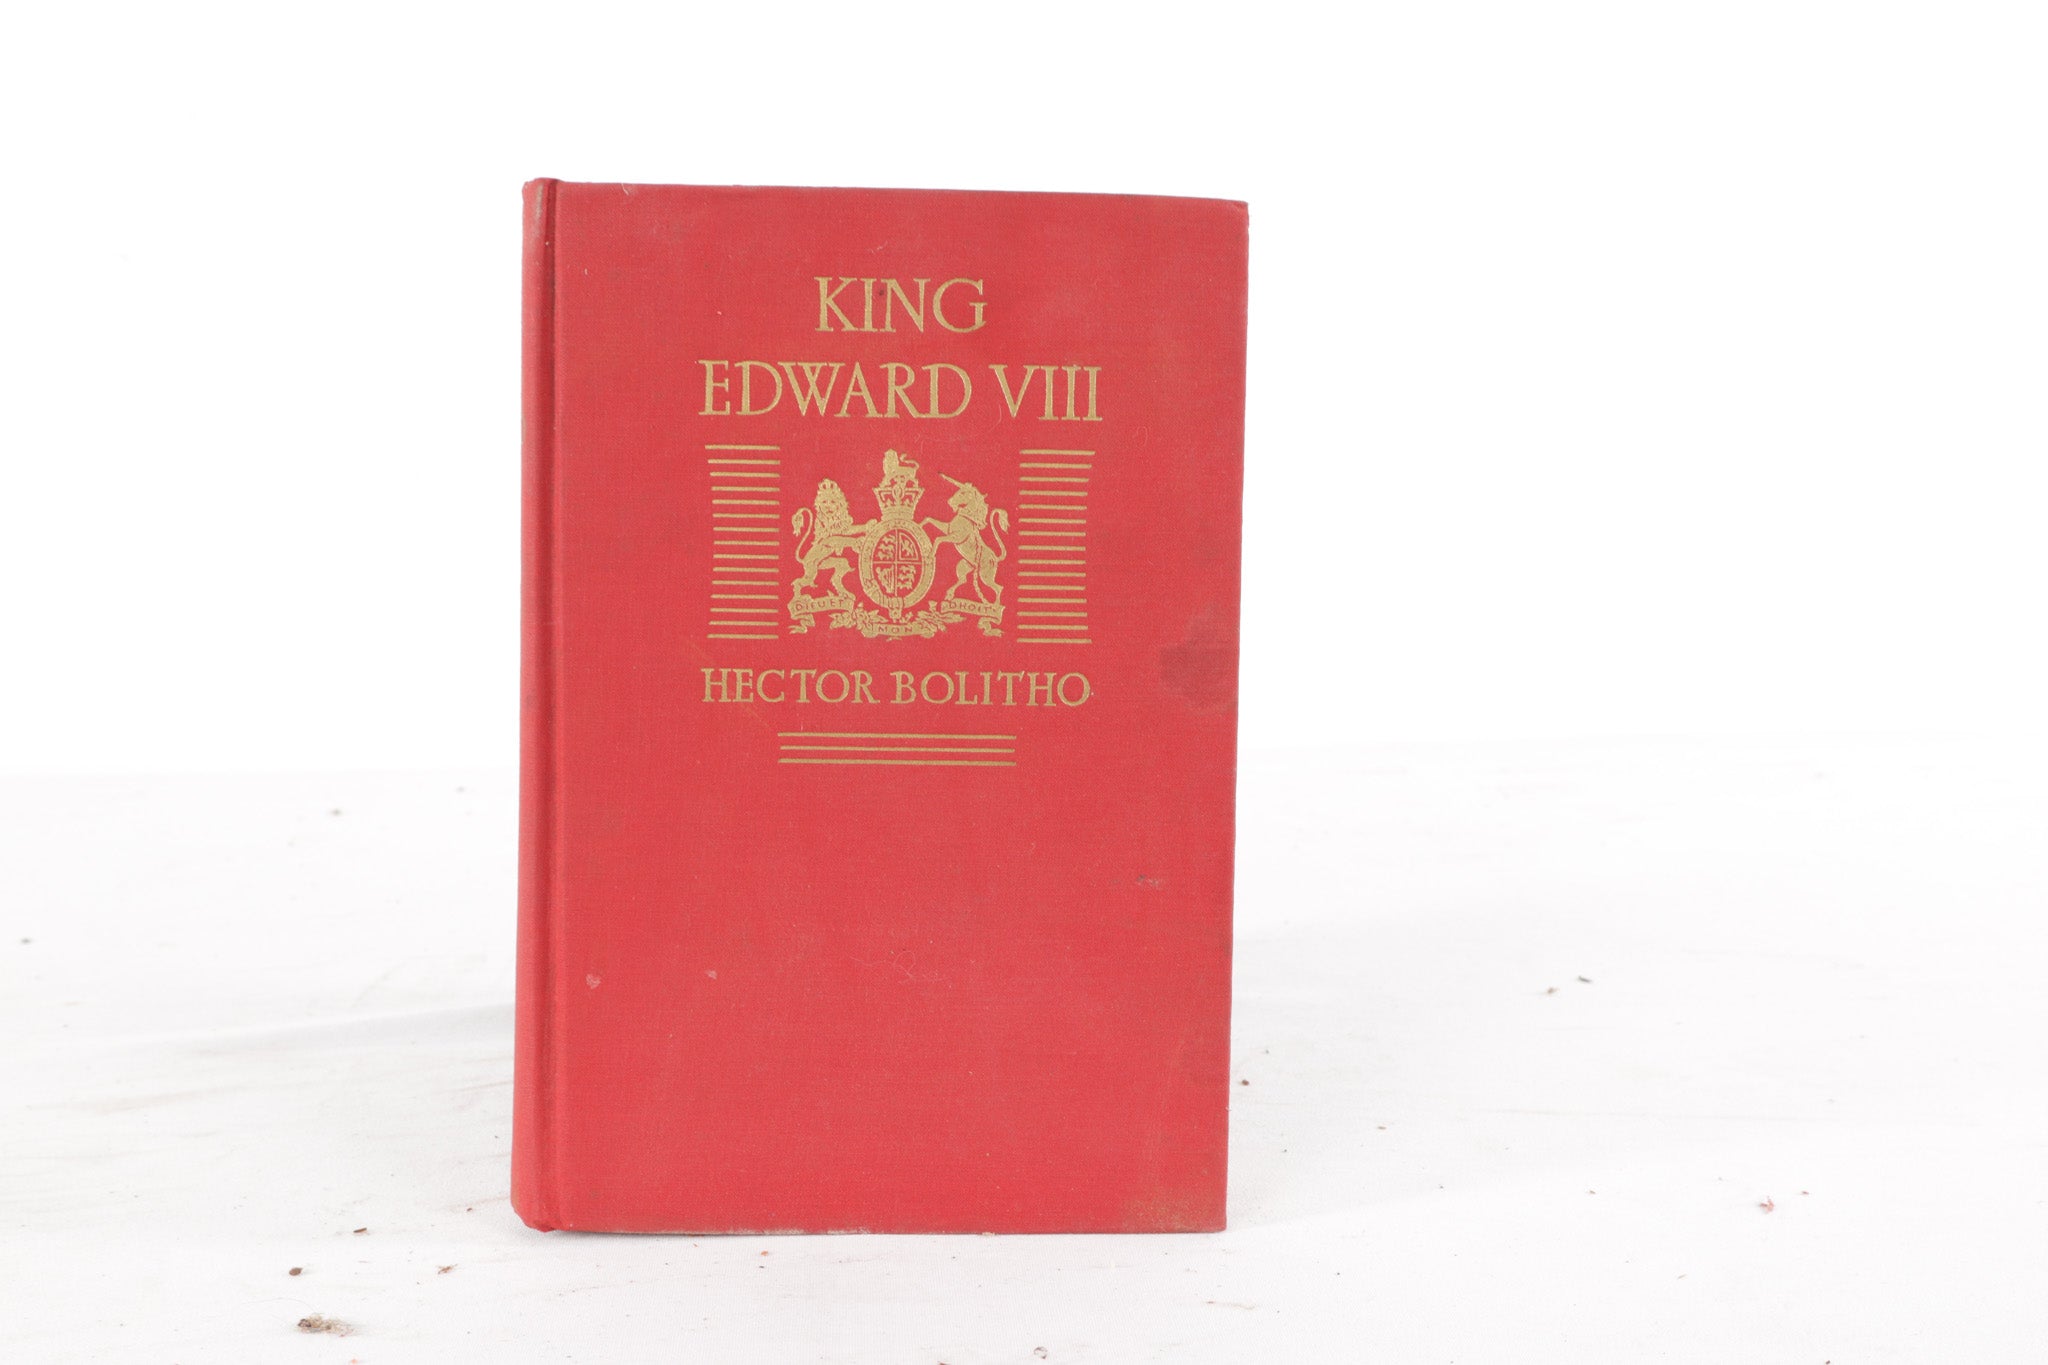 KING
EDWARD VIII
DIEU ET
MON
DROIT
HECTOR BOLITHO